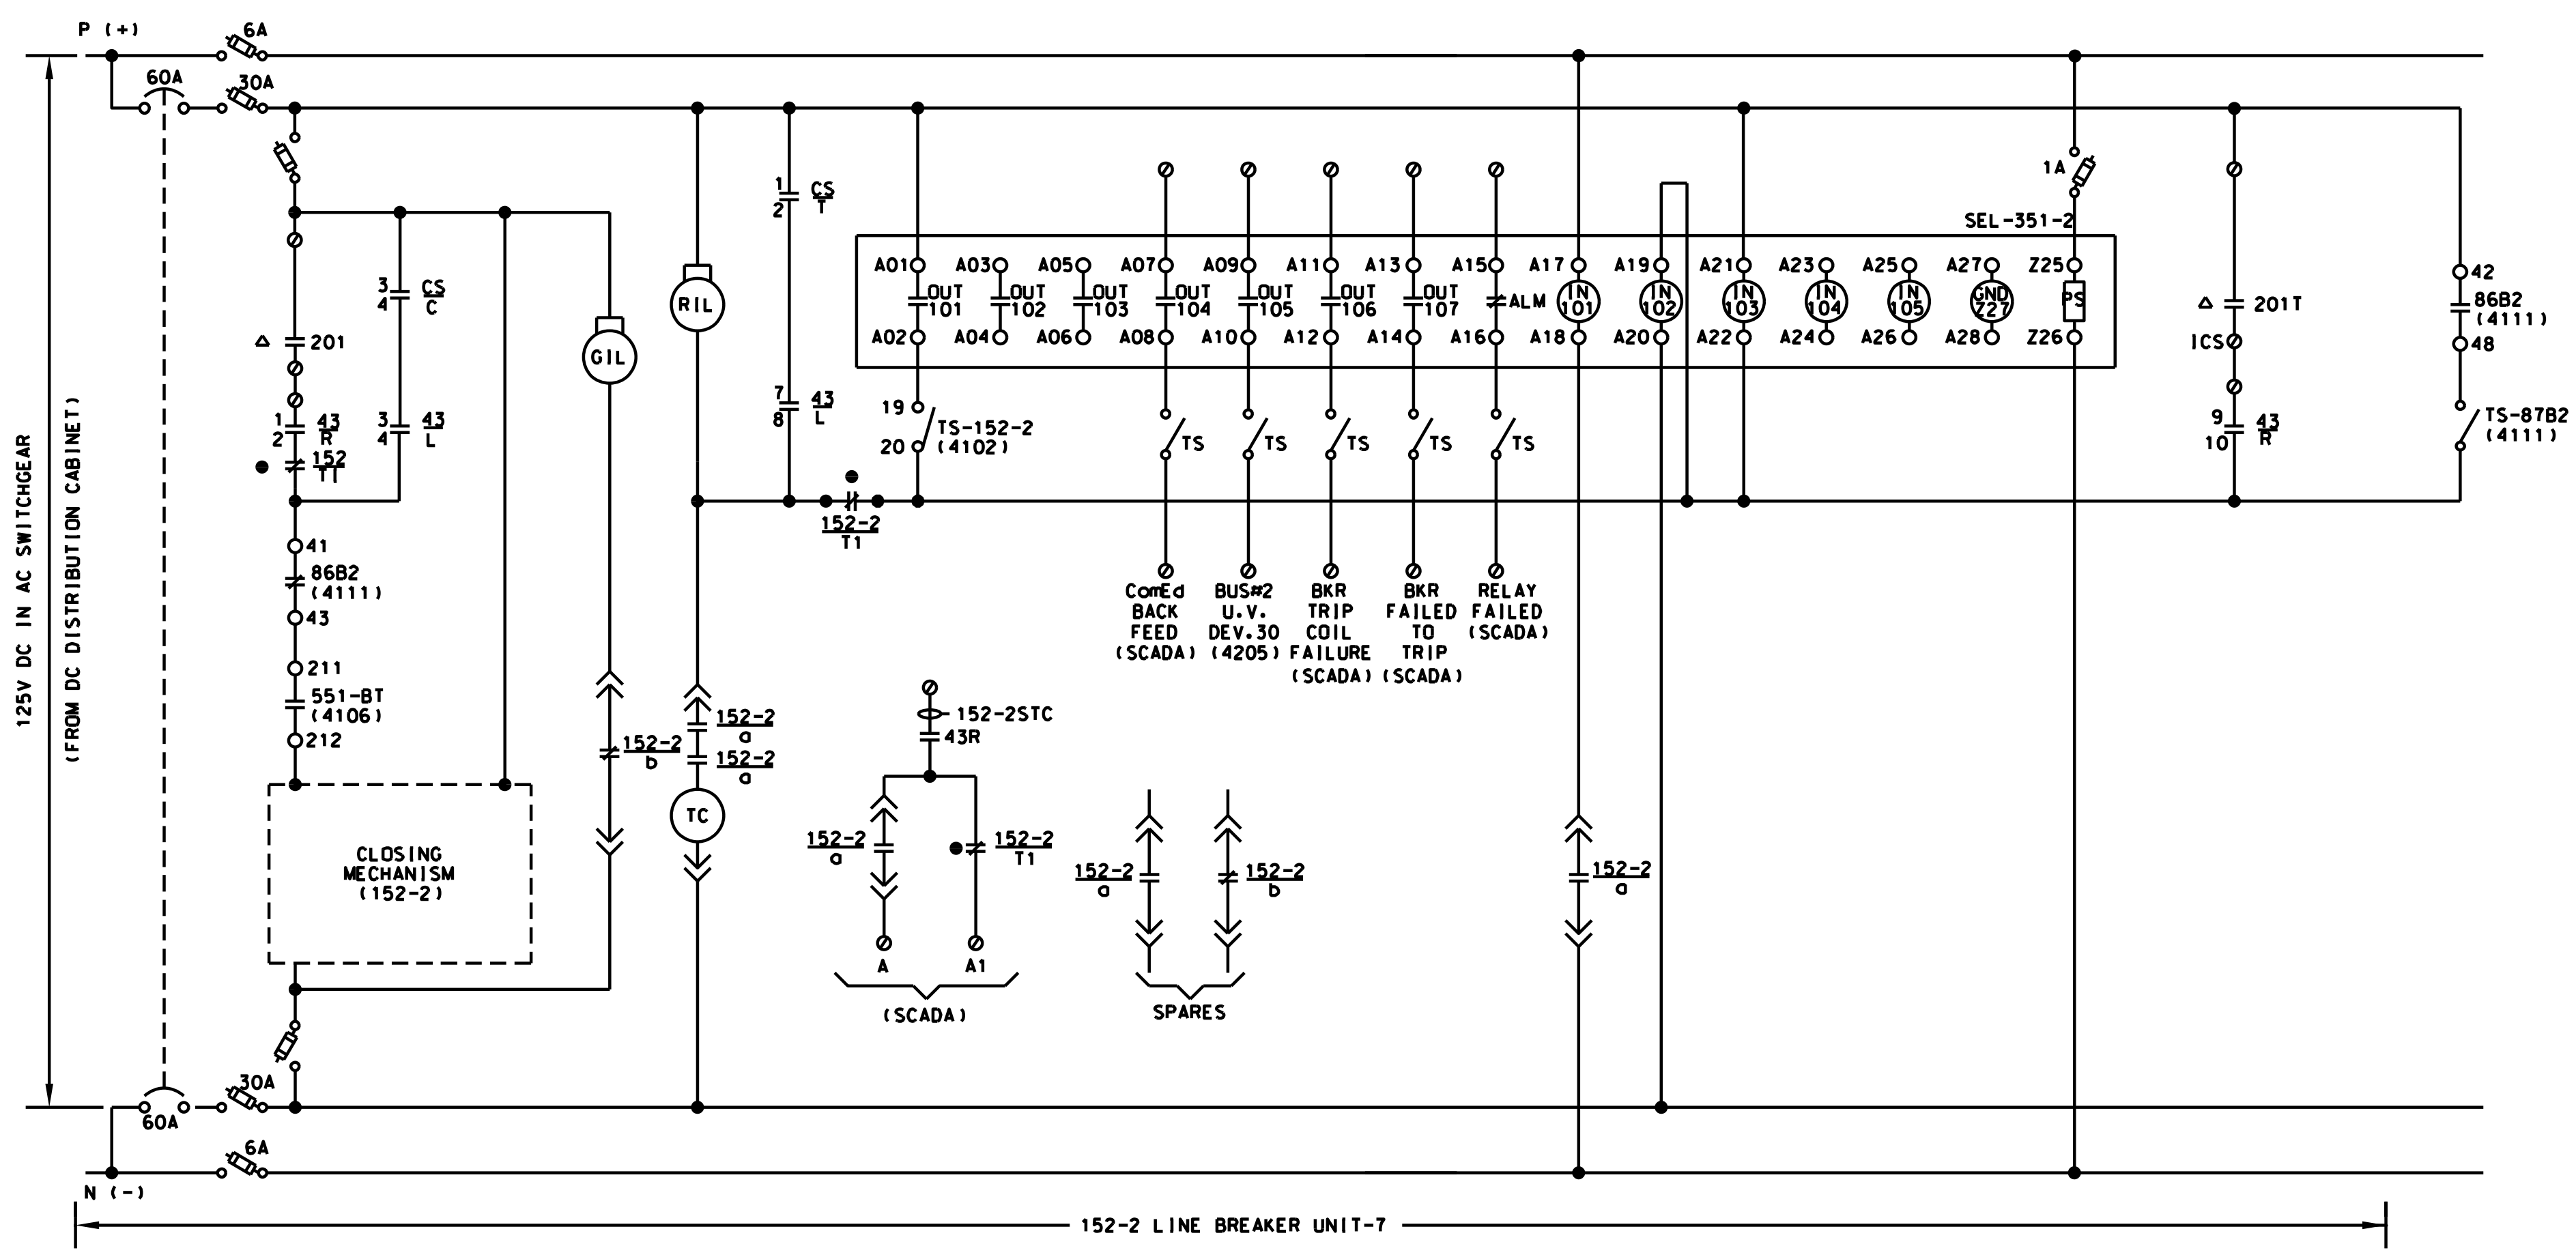 P (+)
6A
60A
30A
125V DC IN AC SWITCHGEAR
(FROM DC DISTRIBUTION CABINET)
201
1
2
43
R
152
T1
3
4
CS
C
3
4
43
L
41
86B2
(4111)
43
211
551-BT
(4106)
212
CLOSING
MECHANISM
(152-2)
30A
60A
6A
N (-)
GIL
152-2
b
RIL
152-2
a
152-2
a
TC
1
2
CS
T
7
8
43
L
152-2
T1
SEL-351-2
A01
OUT
101
A02
A03
OUT
102
A04
A05
OUT
103
A06
A07
OUT
104
A08
A09
OUT
105
A10
A11
OUT
106
A12
A13
OUT
107
A14
A15
ALM
A16
A17
IN
101
A18
A19
IN
102
A20
A21
IN
103
A22
A23
IN
104
A24
A25
IN
105
A26
A27
GND
Z27
A28
1A
Z25
PS
Z26
19
20
TS-152-2
(4102)
TS
TS
TS
TS
TS
ComEd
BACK
FEED
(SCADA)
BUS#2
U.V.
DEV.30
(4205)
BKR
TRIP
COIL
FAILURE
(SCADA)
BKR
FAILED
TO
TRIP
(SCADA)
RELAY
FAILED
(SCADA)
152-2STC
43R
152-2
a
152-2
T1
A
A1
(SCADA)
152-2
a
152-2
b
SPARES
152-2
a
201T
ICS
9
10
43
R
42
86B2
(4111)
48
TS-87B2
(4111)
152-2 LINE BREAKER UNIT-7